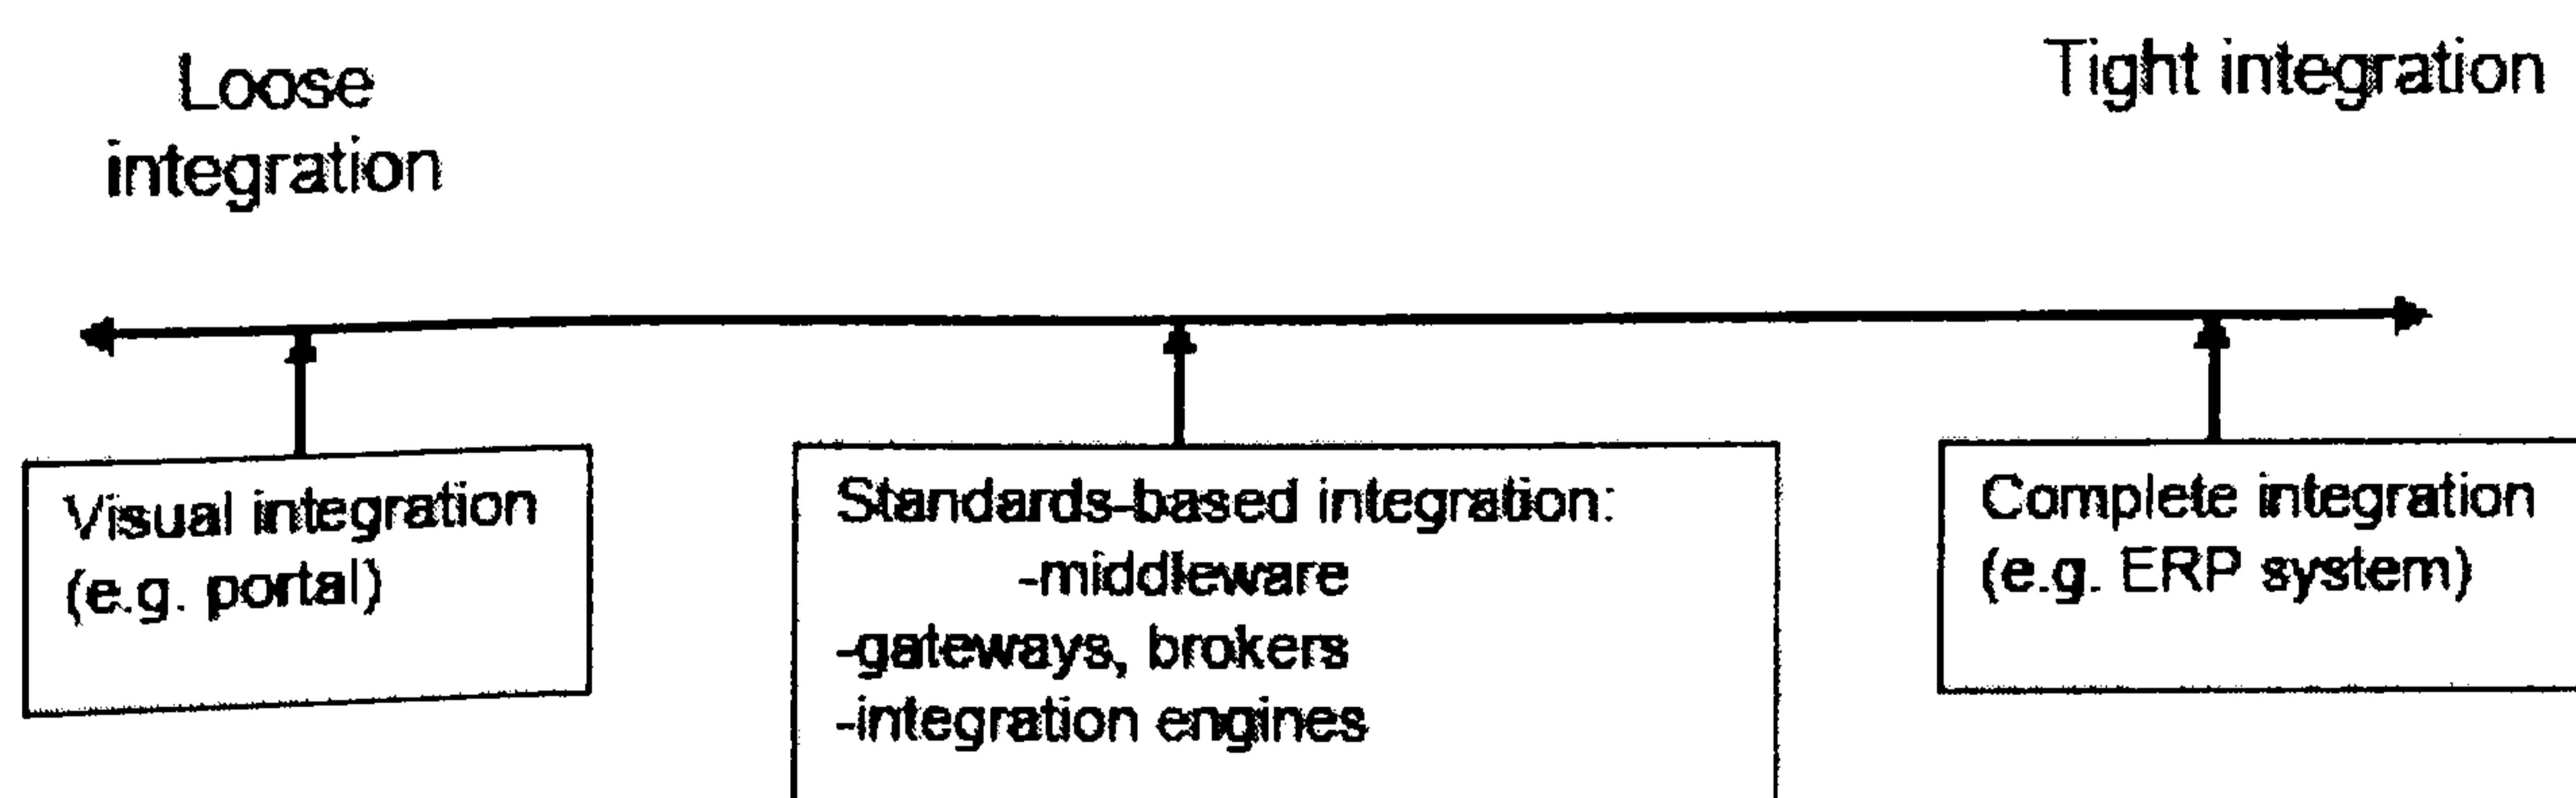 Loose
integration
Tight integration
Visual integration
(e.g. portal)
Standards-based integration:
-middleware
-gateways, brokers
-integration engines
Complete integration
(e.g. ERP system)